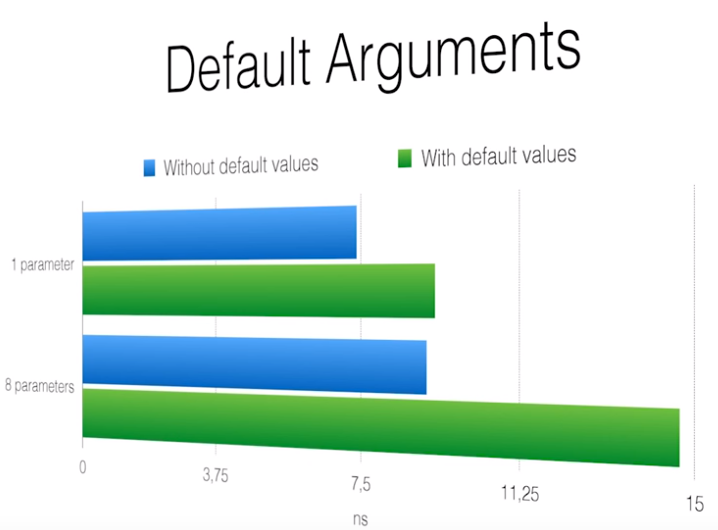 Default Arguments
Without default values
With default values
1 parameter
8 parameters
0
3,75
7,5
11,25
15
ns